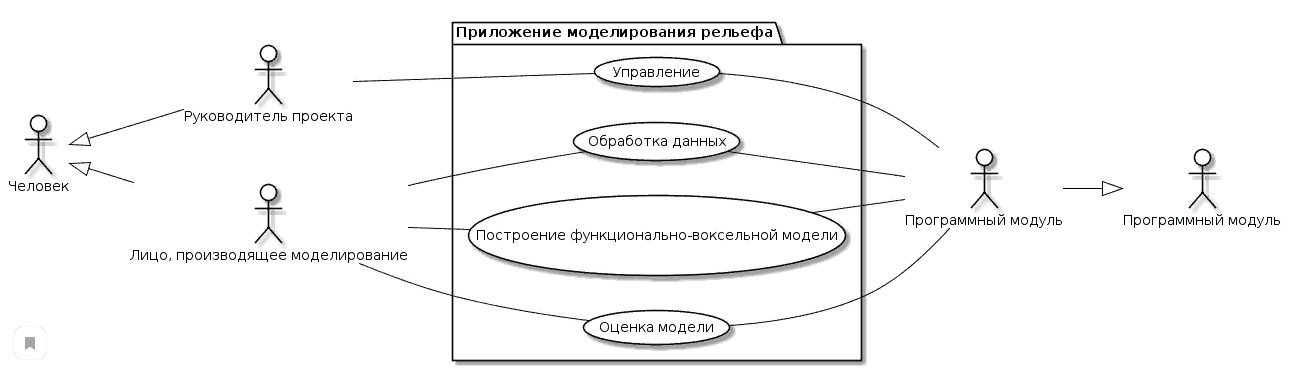 Приложение моделирования рельефа
Управление
Руководитель проекта
Обработка данных
Человек
Программный модуль
Программный модуль
Построение функционально-воксельной модели
Лицо, производящее моделирование
Оценка модели